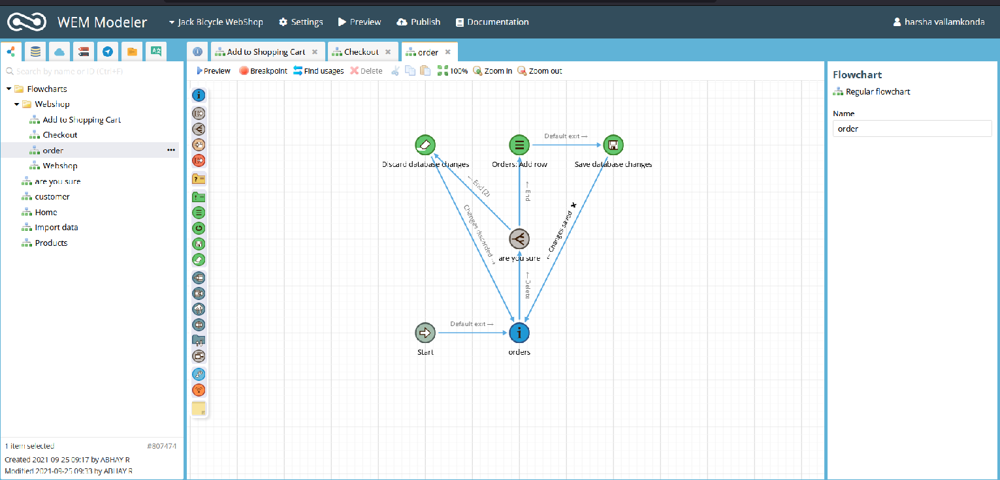 WEM Modeler
Jack Bicycle WebShop
Settings
Preview
Publish
Documentation
harsha vallamkonda
Add to Shopping Cart
Checkout
order
Search by name or ID (Ctrl+F)
Preview
Breakpoint
Find usages
Delete
100%
Zoom in
Zoom out
Flowcharts
Webshop
Add to Shopping Cart
Checkout
order
•••
Webshop
are you sure
customer
Home
Import data
Products
1 item selected
#807474
Created 2021-09-25 09:17 by ABHAY R
Modified 2021-09-25 09:33 by ABHAY R
Default exit →
Discard database changes
Orders: Add row
Save database changes
← End (2)
← End
Changes discarded →
← Changes saved
are you sure
← Delete
Default exit →
Start
orders
Flowchart
Regular flowchart
Name
order